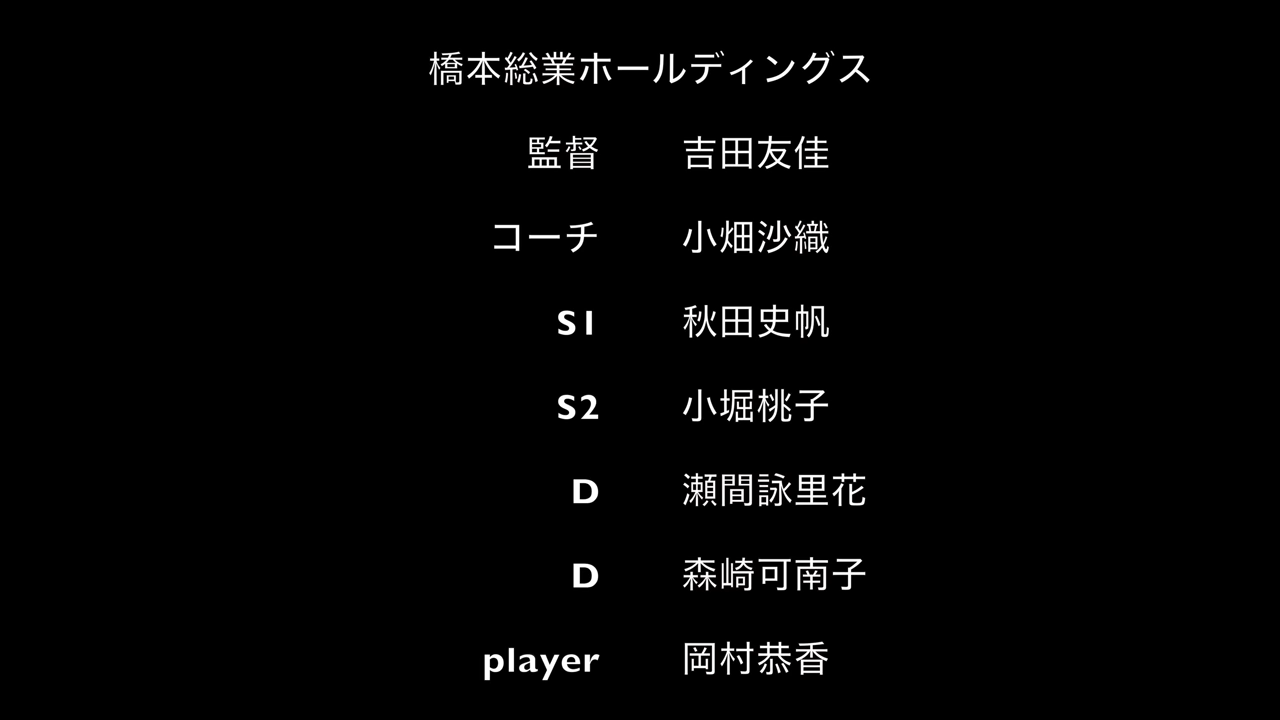 橋本総業ホールディングス
監督 吉田友佳
コーチ 小畑沙織
S1 秋田史帆
S2 小堀桃子
D 瀬間詠里花
D 森崎可南子
player 岡村恭香